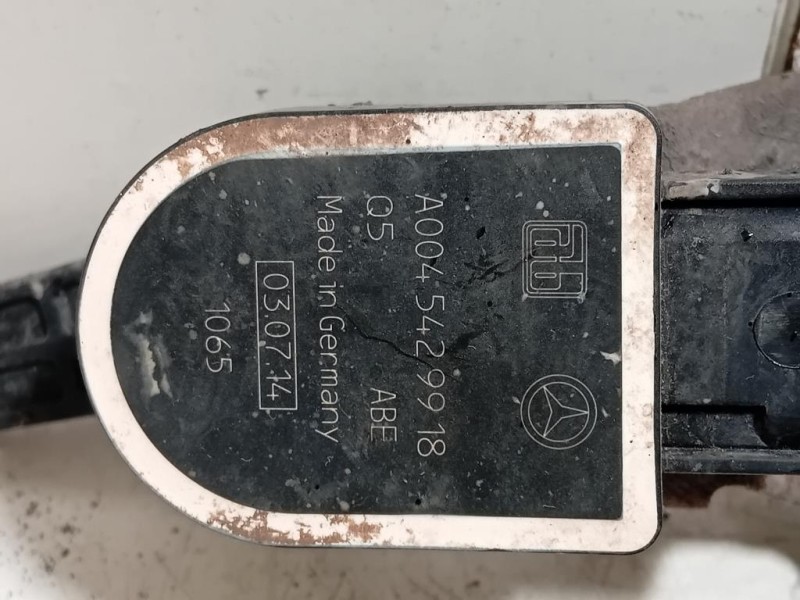 A004 542 99 18
Q5 ABE
Made in Germany
03.07.14
1065